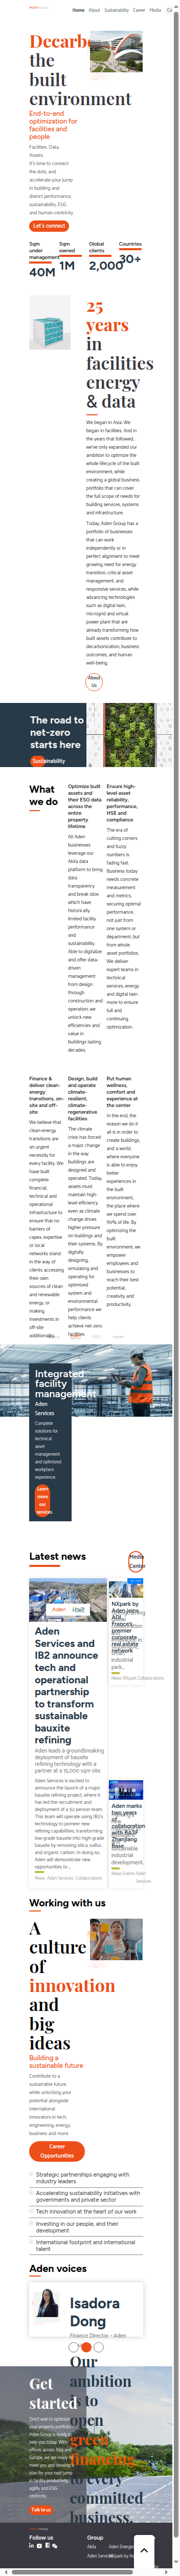 Home About Sustainability Career Media
Decarbo
the
built
environment
End-to-end
optimization for
facilities and
people
Facilities. Data.
Assets.
It's time to connect
the dots, and
accelerate your jump
in building and
district performance,
sustainability, ESG
and human centricity.
Let's connect
Sqm
under
management
40M
Sqm
owned
1M
Global
clients
2,000
Countries
30+
25
years
in
facilities
energy
& data
We began in Asia. We
began in facilities. And in
the years that followed,
we've only expanded our
ambition to optimize the
entire lifecycle of the built
environment, while
creating a global business
portfolio that can cover
the full scope of needs for
building services, systems
and infrastructure.
Today, Aden Group has a
portfolio of businesses
that can work
independently or in
perfect alignment to meet
growing need for energy
transition, critical asset
management, and
responsive services, while
advancing technologies
such as digital twin,
microgrid and virtual
power plant that are
already transforming how
built assets contribute to
decarbonization, business
outcomes, and human
well-being.
About
Us
The road to
net-zero
starts here
Sustainability
What
we do
Optimize built
assets and
their ESG data
across the
entire
property
lifetime
All Aden
businesses
leverage our
Akila data
platform to bring
data
transparency
and break silos
which have
historically
limited facility
performance
and
sustainability.
Able to digitalize
and offer data-
driven
management
from design
through
construction and
operation, we
unlock new
efficiencies and
value in
buildings lasting
decades.
Ensure high-
level asset
reliability,
performance,
HSE and
compliance
The era of
cutting corners
and fuzzy
numbers is
fading fast.
Business today
needs concrete
measurement
and metrics,
securing optimal
performance,
not just from
one system or
department, but
from whole
asset portfolios.
We deliver
expert teams in
technical
services, energy
and digital twin
more to ensure
full and
continuing
optimization.
Finance &
deliver clean-
energy
transitions, on-
site and off-
site
We believe that
clean-energy
transitions are
an urgent
necessity for
every facility. We
have built
complete
financial,
technical and
operational
infrastructure to
ensure that no
barriers of
capex, expertise
or local
networks stand
in the way of
clients accessing
their own
sources of clean
and renewable
energy, or
making
investments in
off-site
additionality.
Design, build
and operate
climate-
resilient,
climate-
regenerative
facilities
The climate
crisis has forced
a major change
in the way
buildings are
designed and
operated. Today,
assets must
maintain high-
level efficiency
even as climate
change drives
higher pressure
on buildings and
their systems. By
digitally
designing,
simulating and
operating for
optimized
system and
environmental
performance we
help clients
achieve net-zero
facilities.
Put human
wellness,
comfort and
experience at
the center
In the end, the
reason we do it
all is in order to
create buildings,
and a world,
where everyone
is able to enjoy
better
experiences in
the built
environment,
the place where
we spend over
90% of life. By
optimizing the
built
environment, we
empower
employees and
businesses to
reach their best
potential,
creativity and
productivity.
Integrated
facility
management
Aden
Services
Complete
solutions for
technical
asset
management
and optimized
workplace
experience.
Learn
more
our
services
Latest news
Media
Center
Aden
Services and
IB2 announce
tech and
operational
partnership
to transform
sustainable
bauxite
refining
Aden leads a groundbreaking
deployment of bauxite
refining technology with a
partner at a 15,000 sqm site.
Aden Services is excited to
announce the launch of a major
bauxite refining project, where it
has led the recruitment and
deployment of a 52-person team.
This team will operate using IB2's
technology to pioneer new
refining capabilities, transforming
low-grade bauxite into high-grade
bauxite by removing silica, sulfur,
and organic carbon. In doing so,
Aden will demonstrate new
opportunities to ...
News Aden Services Collaborations
NXpark by
Aden joins
ADI,
France's
premier
corporate
real estate
network
industrial
park...
News NXpark Collaborations
Aden marks
two years
of
collaboration
with BASF
Zhanjiang
Base
sustainable
industrial
development.
News Events Aden
Services
Working with us
A
culture
of
innovation
and
big
ideas
Building a
sustainable future
Contribute to a
sustainable future
while unlocking your
own potential alongside
international
innovators in tech,
engineering, energy,
business and more.
Career
Opportunities
Strategic partnerships engaging with
industry leaders
Accelerating sustainability initiatives with
governments and private sector
Tech innovation at the heart of our work
Investing in our people, and their
development
International footprint and international
talent
Aden voices
Isadora
Dong
Finance Director – Aden
Our
ambition
is to
open
green
financing
to every
committed
business.
Get
started
Don't wait to optimize
your property portfolio.
Aden Group is ready to
help you today. With
offices across Asia and
Europe, we are ready to
meet you and develop a
plan for your next jump
in facility productivity,
agility and ESG-
centricity.
Talk to us
Follow us
Group
Akila
Aden Energies
Aden Services
NXpark by Aden